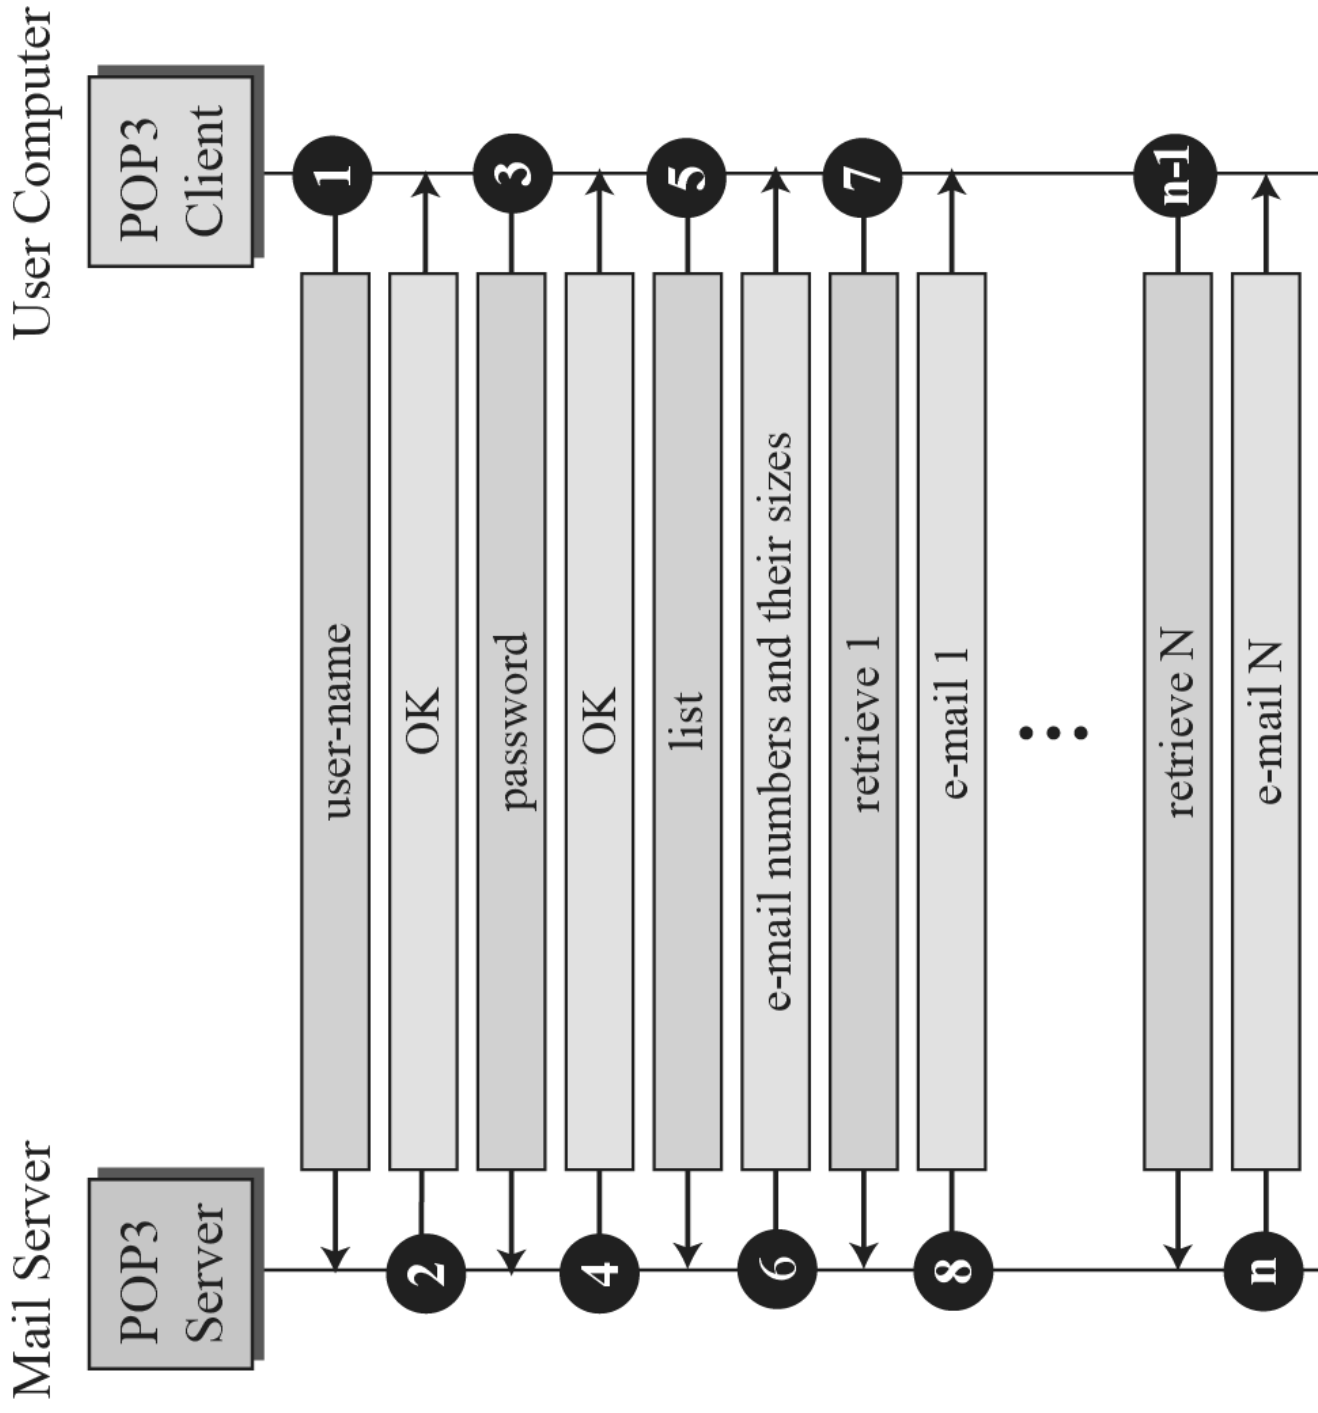 Mail Server
User Computer
POP3
Server
POP3
Client
1
user-name
2
OK
3
password
4
OK
5
list
6
e-mail numbers and their sizes
7
retrieve 1
8
e-mail 1
n-1
retrieve N
n
e-mail N